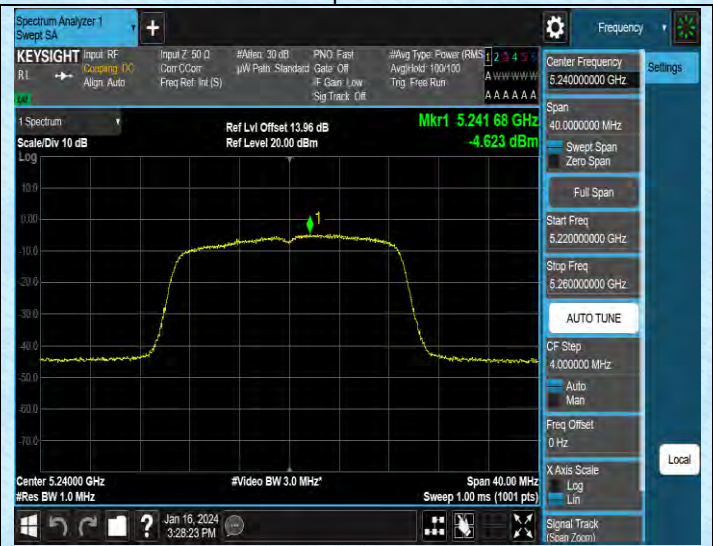 Spectrum Analyzer 1
Swept SA
+
Frequency
KEYSIGHT
RL
Input: RF
Coupling: DC
Align: Auto
Input Z: 50 Ω
Corr CCorr
Freq Ref: Int (S)
#Atten: 30 dB
µW Path: Standard
PNO: Fast
Gate: Off
IF Gain: Low
Sig Track: Off
#Avg Type: Power (RMS
Avg|Hold: 100/100
Trig: Free Run
1 2 3 4 5 6
A W W W W W
A A A A A A
1 Spectrum
Scale/Div 10 dB
Log
Ref Lvl Offset 13.96 dB
Ref Level 20.00 dBm
Mkr1 5.241 68 GHz
-4.623 dBm
10.0
0.00
-10.0
-20.0
-30.0
-40.0
-50.0
-60.0
-70.0
1
Center 5.24000 GHz
#Res BW 1.0 MHz
#Video BW 3.0 MHz*
Span 40.00 MHz
Sweep 1.00 ms (1001 pts)
Jan 16, 2024
3:28:23 PM
?
Center Frequency
5.240000000 GHz
Span
40.0000000 MHz
Swept Span
Zero Span
Full Span
Start Freq
5.220000000 GHz
Stop Freq
5.260000000 GHz
AUTO TUNE
CF Step
4.000000 MHz
Auto
Man
Freq Offset
0 Hz
X Axis Scale
Log
Lin
Signal Track
(Span Zoom)
Settings
Local